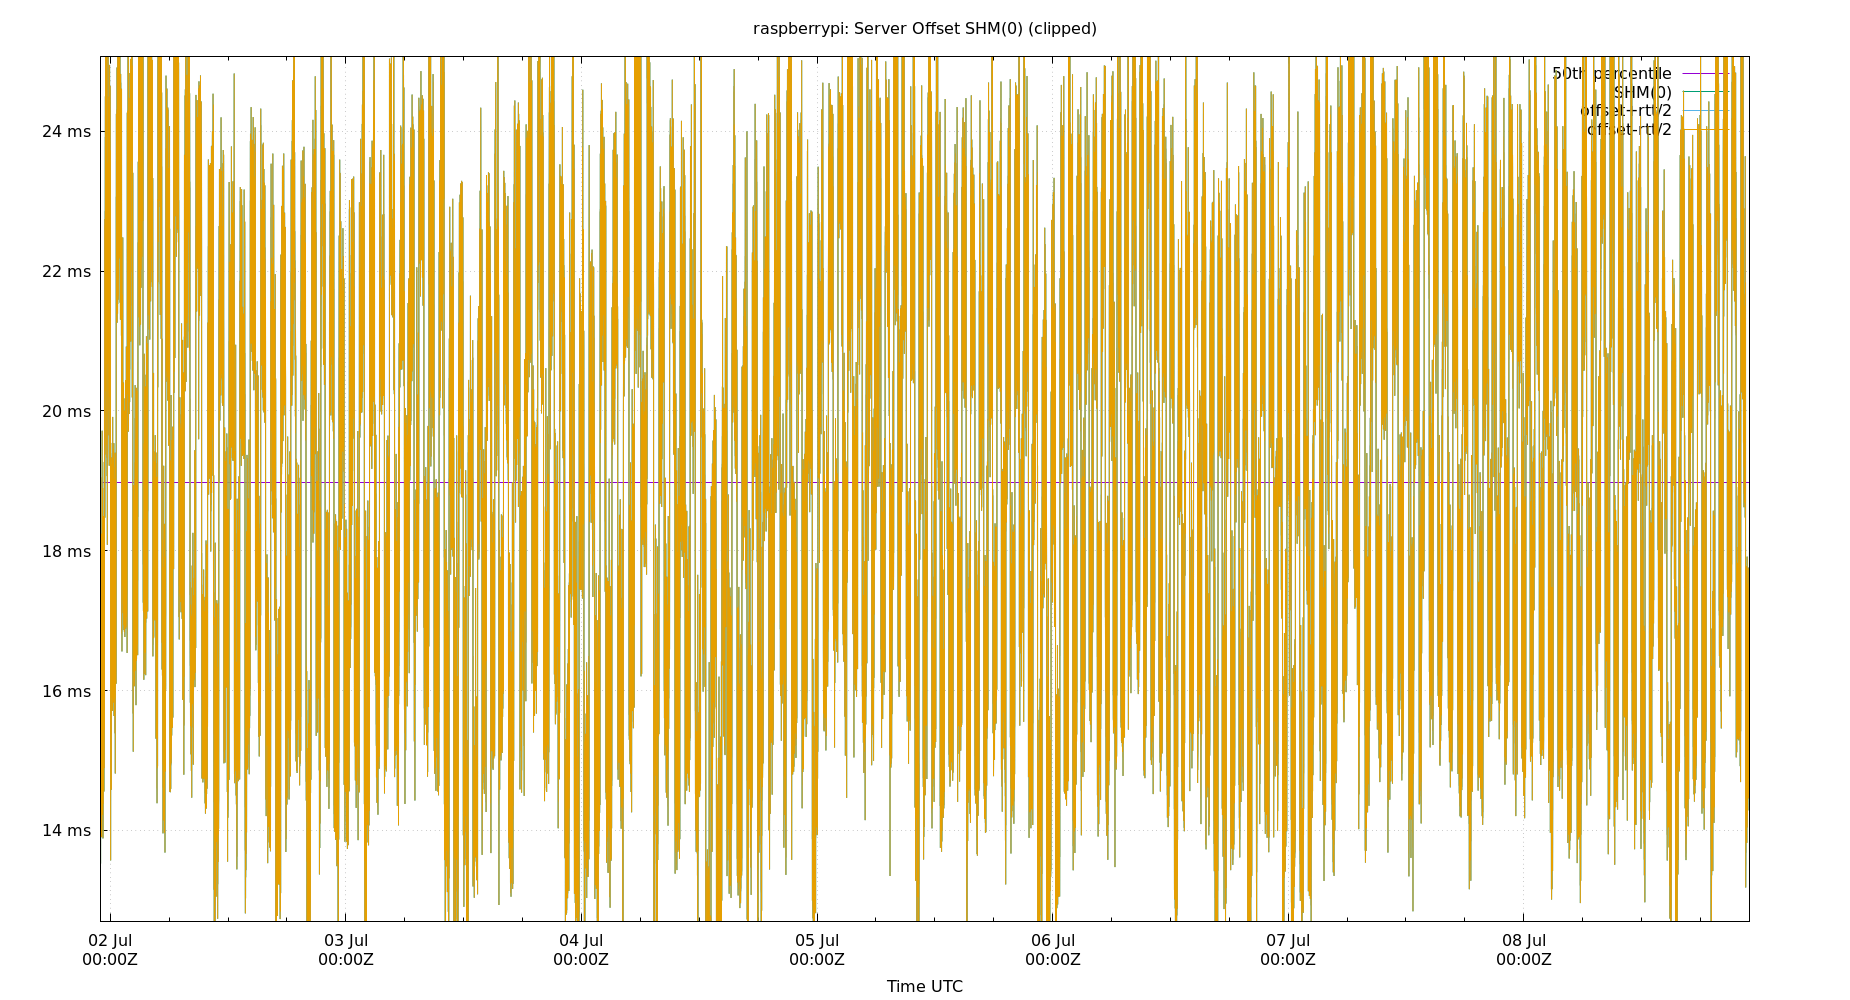 raspberrypi: Server Offset SHM(0) (clipped)
50th percentile
SHM(0)
offset+rtt/2
offset-rtt/2
24 ms
22 ms
20 ms
18 ms
16 ms
14 ms
02 Jul
00:00Z
03 Jul
00:00Z
04 Jul
00:00Z
05 Jul
00:00Z
06 Jul
00:00Z
07 Jul
00:00Z
08 Jul
00:00Z
Time UTC